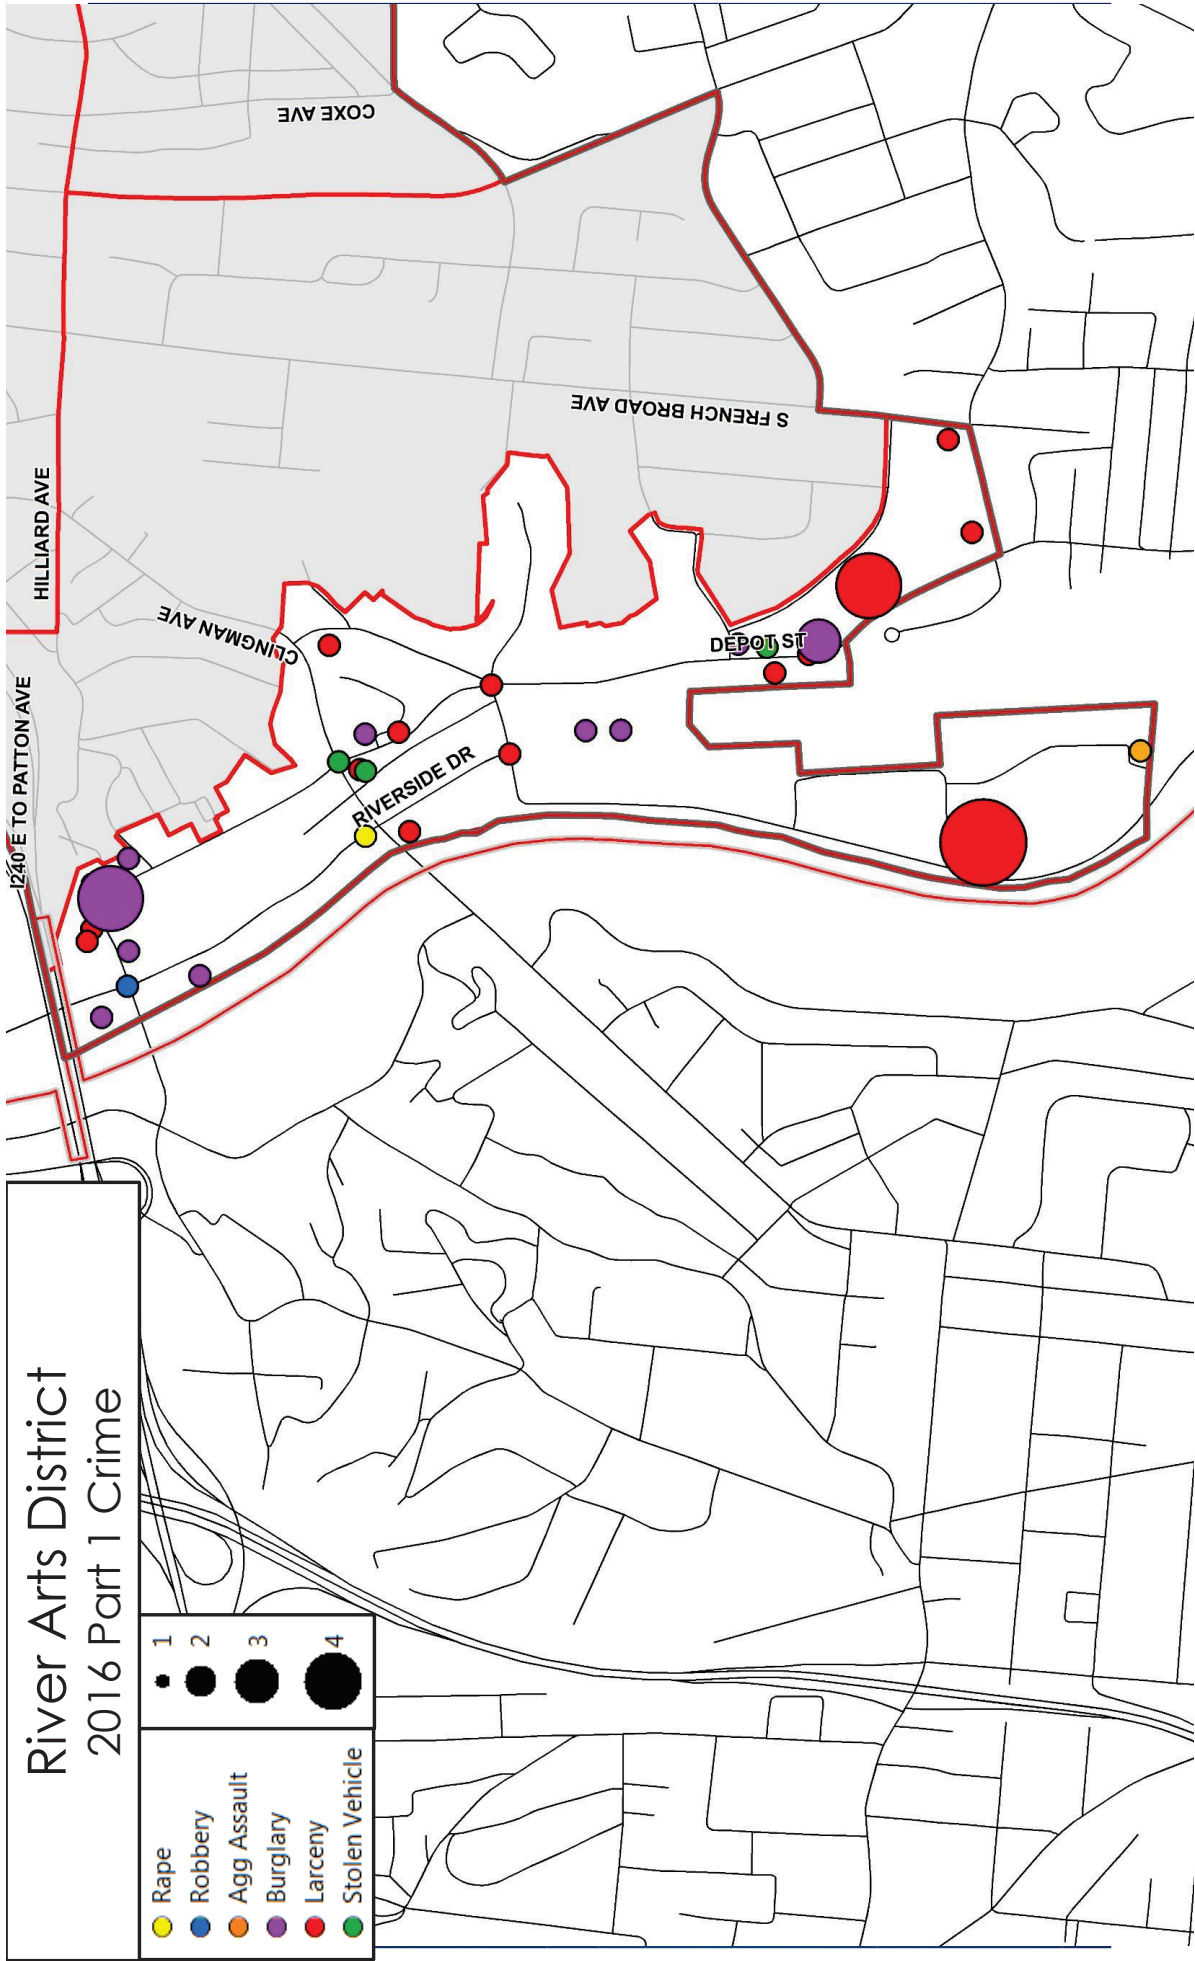 River Arts District
2016 Part 1 Crime
Rape
Robbery
Agg Assault
Burglary
Larceny
Stolen Vehicle
1
2
3
4
I240 E TO PATTON AVE
HILLIARD AVE
CLINGMAN AVE
COXE AVE
RIVERSIDE DR
S FRENCH BROAD AVE
DEPOT ST